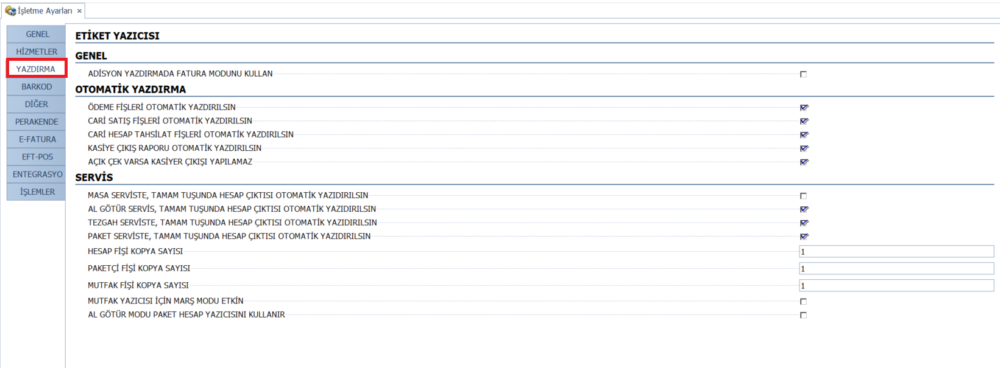 İşletme Ayarları ×
GENEL
HİZMETLER
YAZDIRMA
BARKOD
DİĞER
PERAKENDE
E-FATURA
EFT-POS
ENTEGRASYO
İŞLEMLER
ETİKET YAZICISI
GENEL
ADİSYON YAZDIRMADA FATURA MODUNU KULLAN
OTOMATİK YAZDIRMA
ÖDEME FİŞLERİ OTOMATİK YAZDIRILSIN
CARİ SATIŞ FİŞLERİ OTOMATİK YAZDIRILSIN
CARİ HESAP TAHSİLAT FİŞLERİ OTOMATİK YAZDIRILSIN
KASİYE ÇIKIŞ RAPORU OTOMATİK YAZDIRILSIN
AÇIK ÇEK VARSA KASİYER ÇIKIŞI YAPILAMAZ
SERVİS
MASA SERVİSTE, TAMAM TUŞUNDA HESAP ÇIKTISI OTOMATİK YAZIDIRILSIN
AL GÖTÜR SERVİS, TAMAM TUŞUNDA HESAP ÇIKTISI OTOMATİK YAZIDIRILSIN
TEZGAH SERVİSTE, TAMAM TUŞUNDA HESAP ÇIKTISI OTOMATİK YAZIDIRILSIN
PAKET SERVİSTE, TAMAM TUŞUNDA HESAP ÇIKTISI OTOMATİK YAZIDIRILSIN
HESAP FİŞİ KOPYA SAYISI 1
PAKETÇİ FİŞİ KOPYA SAYISI 1
MUTFAK FİŞİ KOPYA SAYISI 1
MUTFAK YAZICISI İÇİN MARŞ MODU ETKİN
AL GÖTÜR MODU PAKET HESAP YAZICISINI KULLANIR